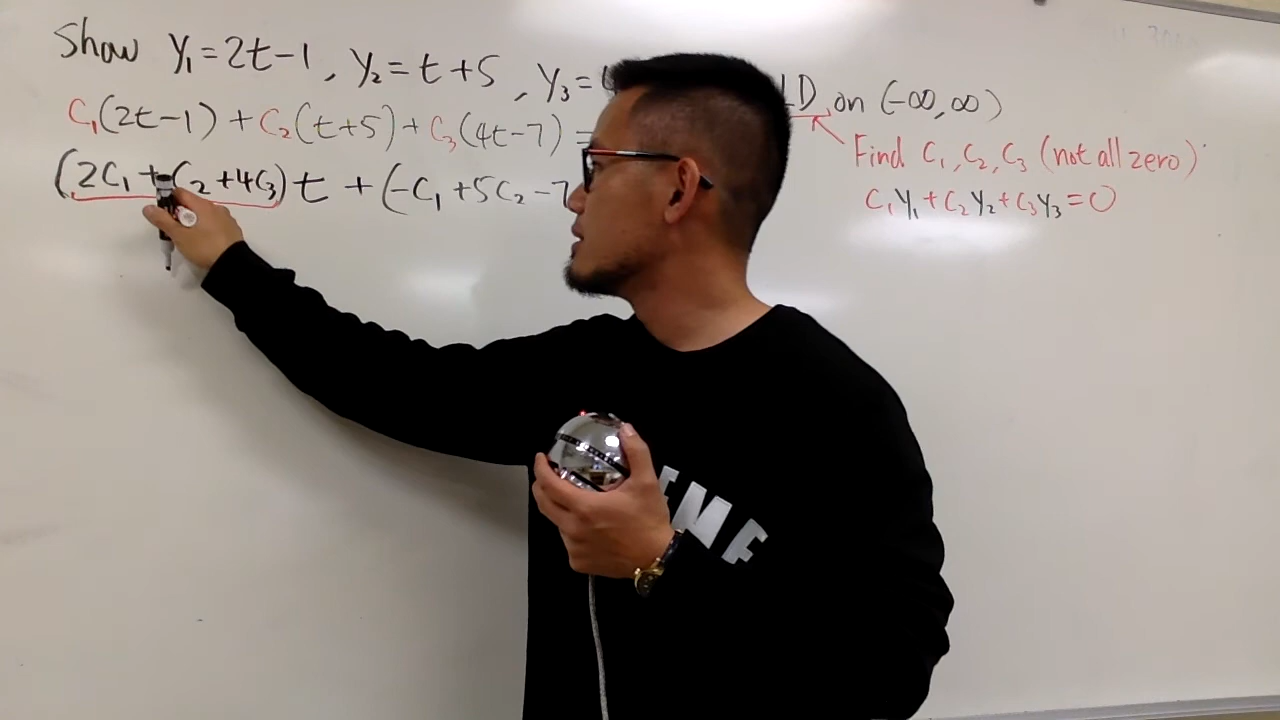 Show y₁=2t-1, y₂=t+5, y₃= LD on (-∞,∞)
C₁(2t-1)+C₂(t+5)+C₃(4t-7)=
Find C₁,C₂,C₃ (not all zero)
(2C₁+C₂+4C₃)t+(-C₁+5C₂-7
C₁y₁+C₂y₂+C₃y₃=0